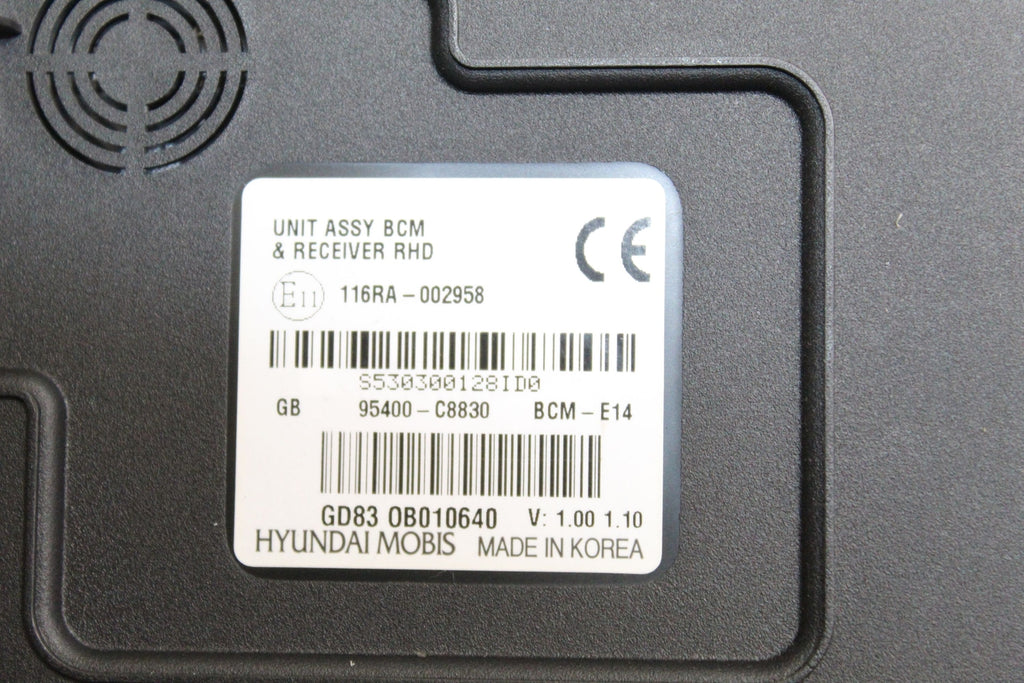 UNIT ASSY BCM
& RECEIVER RHD
CE
E11 116RA-002958
S530300128ID0
GB 95400-C8830 BCM-E14
GD83 0B010640 V: 1.00 1.10
HYUNDAI MOBIS MADE IN KOREA